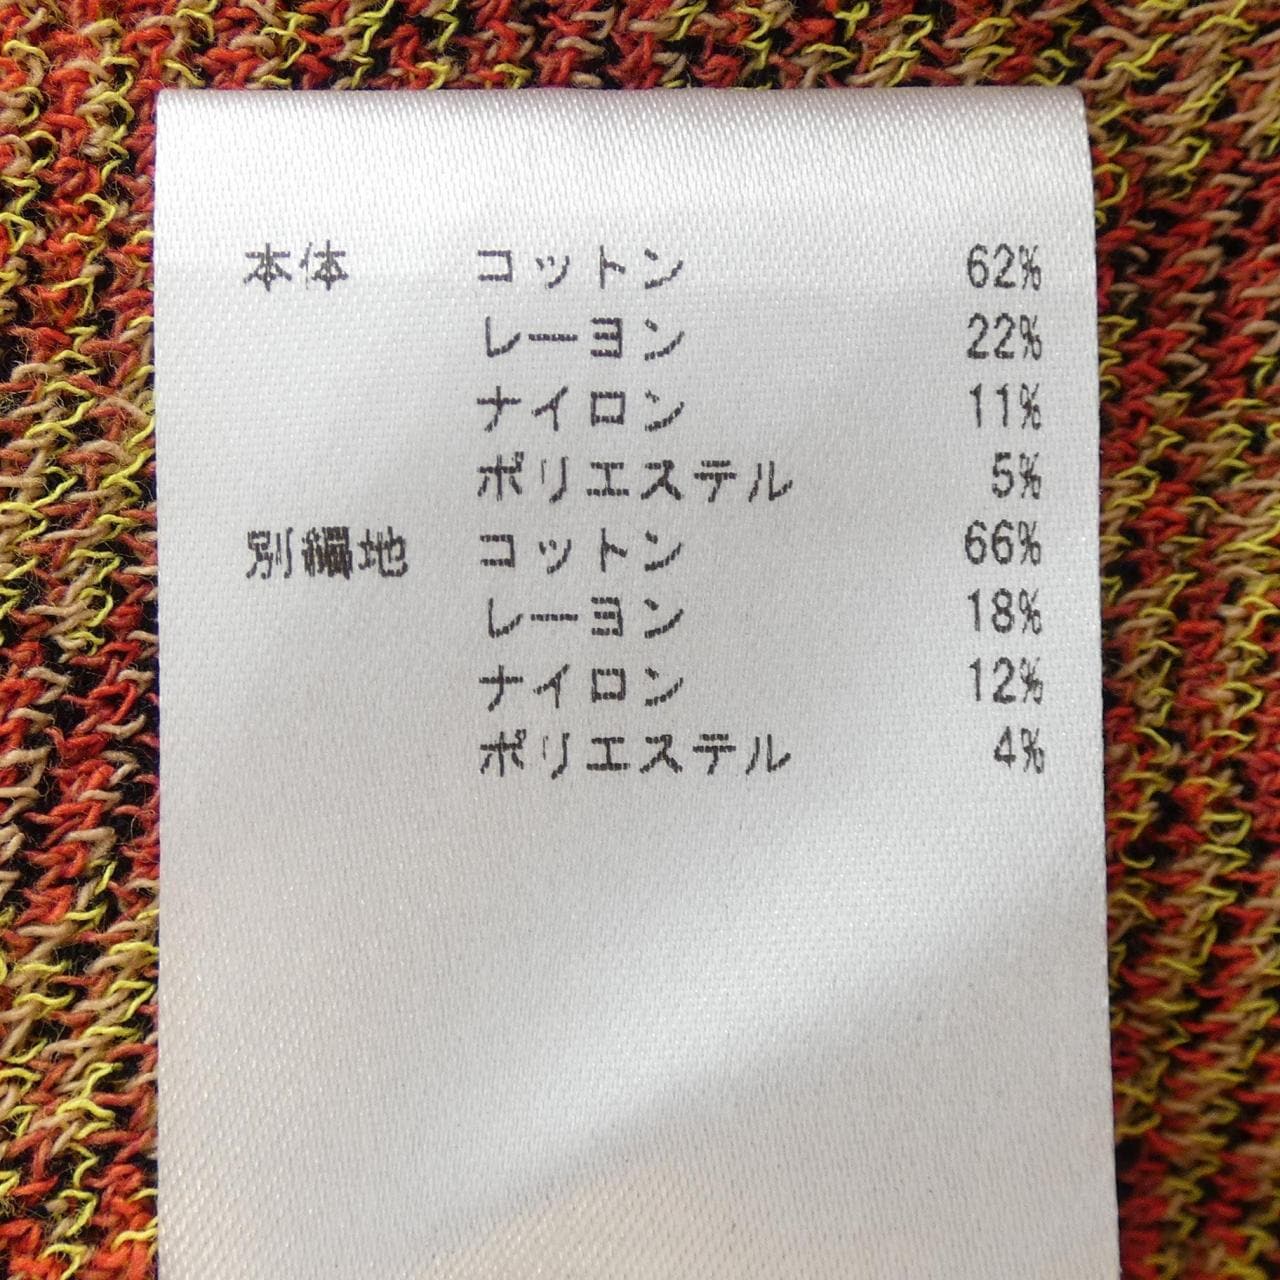 本体 コットン 62%
レーヨン 22%
ナイロン 11%
ポリエステル 5%
別編地 コットン 66%
レーヨン 18%
ナイロン 12%
ポリエステル 4%